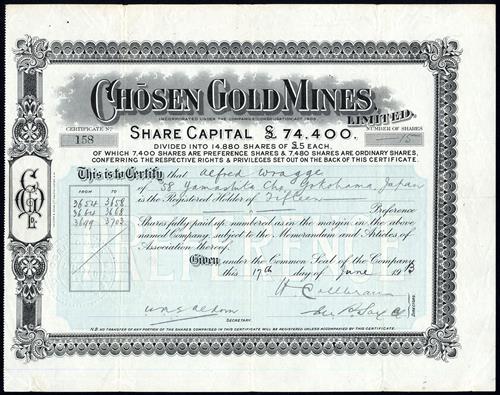 CHŌSEN GOLD MINES,
LIMITED.
INCORPORATED UNDER THE COMPANIES CONSOLIDATION ACT 1908.
CERTIFICATE Nº
158
SHARE CAPITAL £ 74.400.
NUMBER OF SHARES
15
DIVIDED INTO 14.880 SHARES OF £5 EACH,
OF WHICH 7.400 SHARES ARE PREFERENCE SHARES & 7.480 SHARES ARE ORDINARY SHARES,
CONFERRING THE RESPECTIVE RIGHTS & PRIVILEGES SET OUT ON THE BACK OF THIS CERTIFICATE.
This is to Certify that Alfred Wragge
of 58 Yamashita Cho, Yokohama, Japan
is the Registered Holder of Fifteen
Preference
FROM TO
3654 3658
3664 3668
3699 3703
Shares fully paid up, numbered as in the margin in the above
named Company, subject to the Memorandum and Articles of
Association thereof.
PREFERENCE
Given under the Common Seal of the Company
this 17th day of June 1913
H Collbran
DIRECTORS.
SECRETARY.
N.B. NO TRANSFER OF ANY PORTION OF THE SHARES COMPRISED IN THIS CERTIFICATE WILL BE REGISTERED UNLESS ACCOMPANIED BY THIS CERTIFICATE.